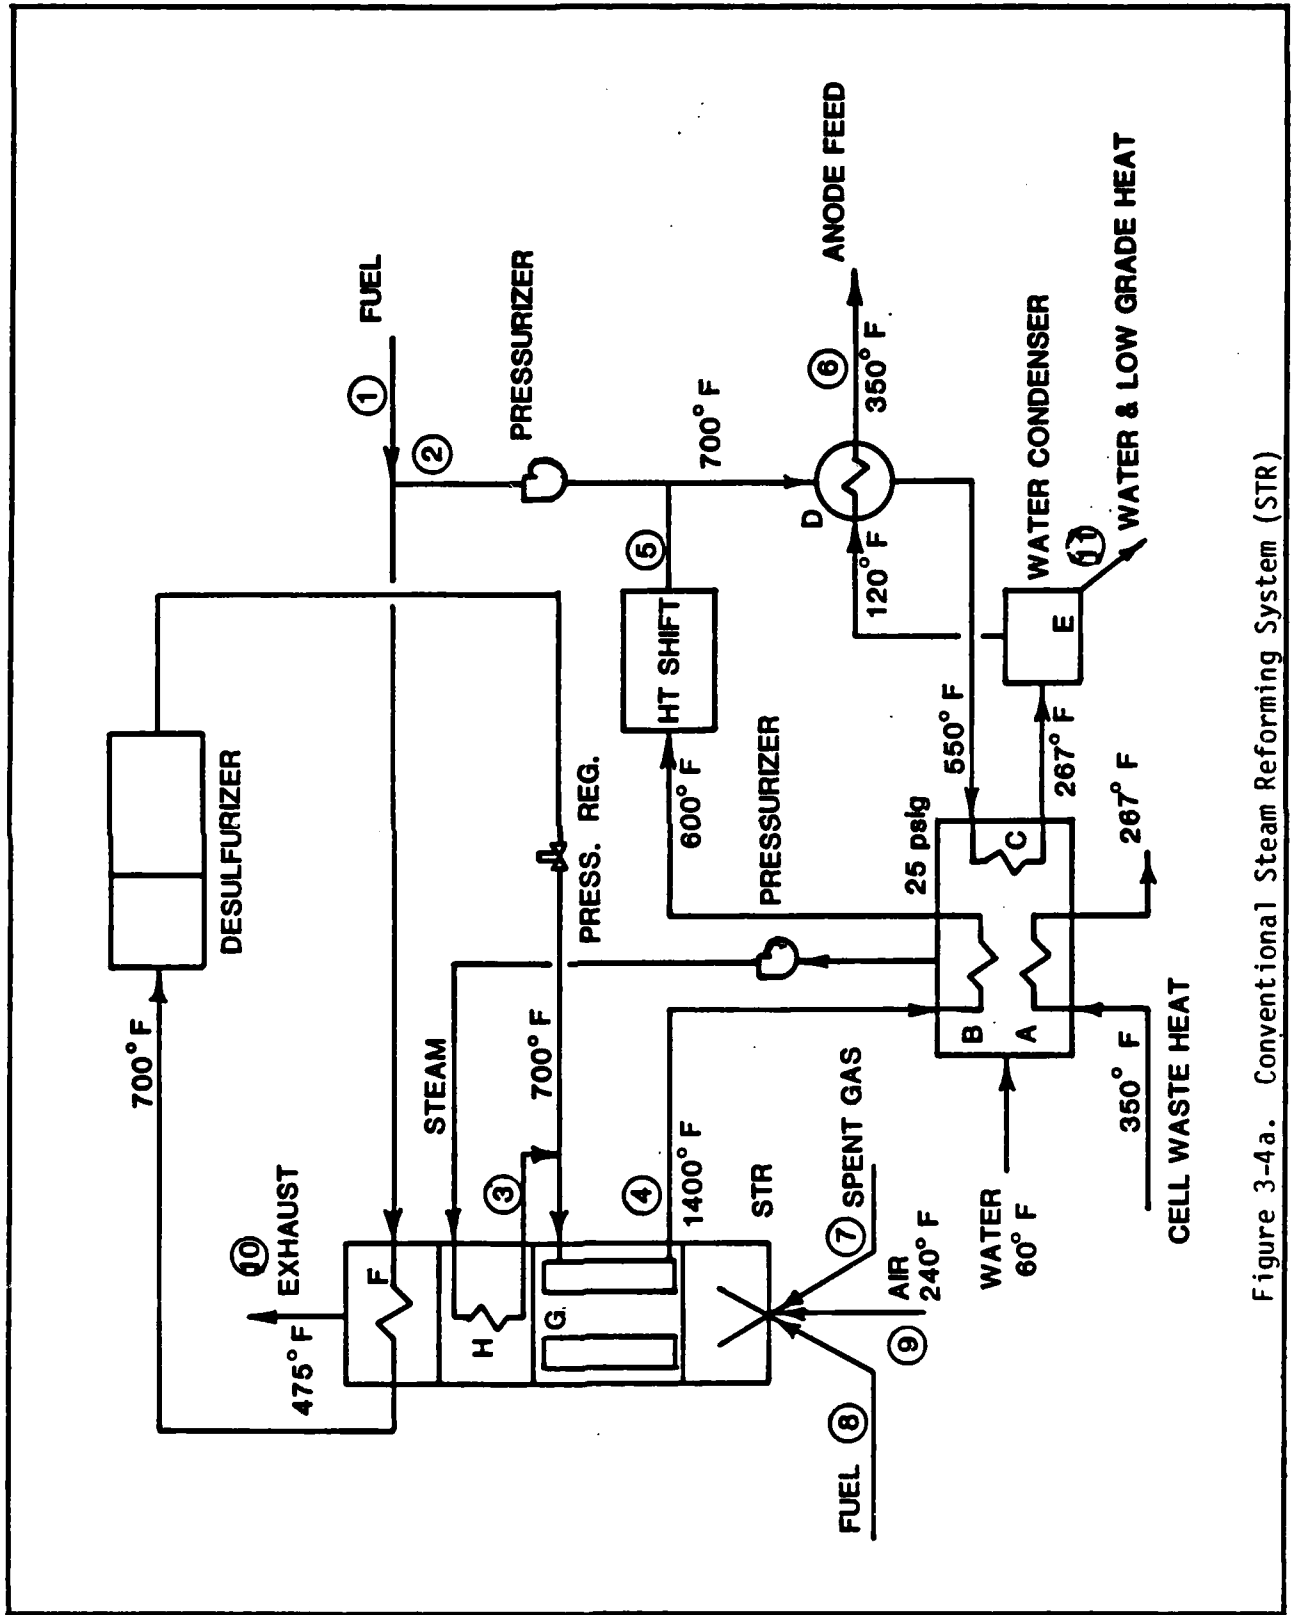 700° F
DESULFURIZER
⑩
EXHAUST
475° F
F
FUEL
①
②
STEAM
PRESSURIZER
H
③
700° F
PRESS. REG.
G
④
1400° F
600° F
HT SHIFT
⑤
700° F
STR
PRESSURIZER
D
⑥
ANODE FEED
350° F
120° F
FUEL ⑧
⑦ SPENT GAS
AIR
240° F
⑨
25 psig
550° F
WATER
60° F
B
A
C
267° F
E
WATER CONDENSER
⑪
WATER & LOW GRADE HEAT
350° F
267° F
CELL WASTE HEAT
Figure 3-4a. Conventional Steam Reforming System (STR)